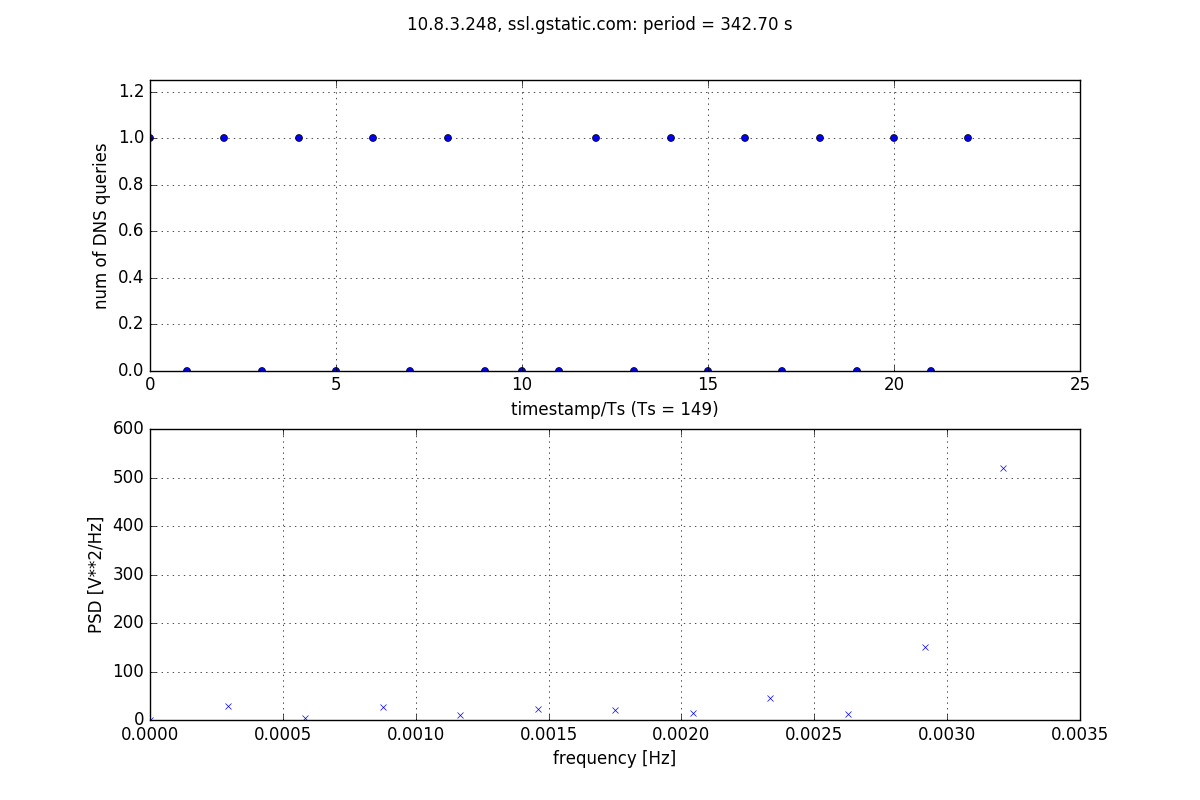 10.8.3.248, ssl.gstatic.com: period = 342.70 s
1.2
1.0
0.8
0.6
0.4
0.2
0.0
num of DNS queries
0 5 10 15 20 25
timestamp/Ts (Ts = 149)
600
500
400
300
200
100
0
PSD [V**2/Hz]
0.0000 0.0005 0.0010 0.0015 0.0020 0.0025 0.0030 0.0035
frequency [Hz]